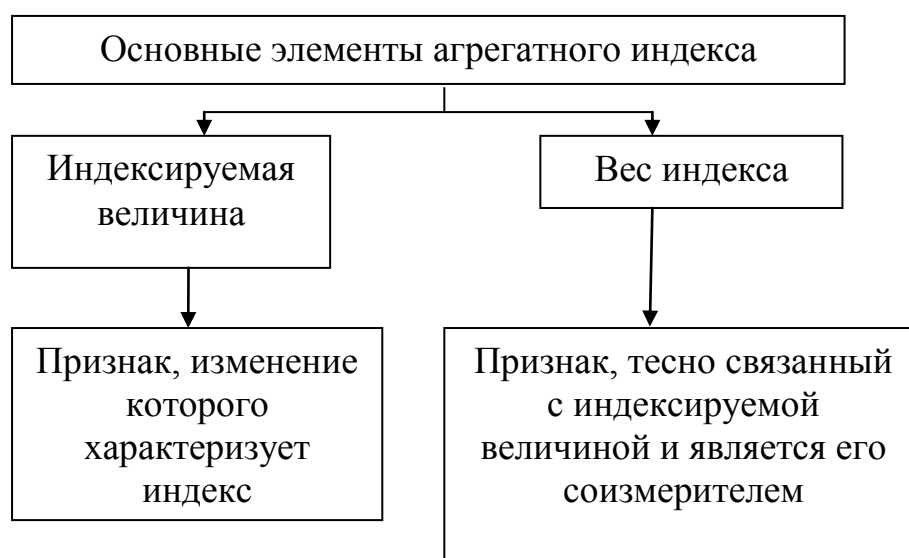 Основные элементы агрегатного индекса
Индексируемая
величина
Вес индекса
Признак, изменение
которого
характеризует
индекс
Признак, тесно связанный
с индексируемой
величиной и является его
соизмерителем